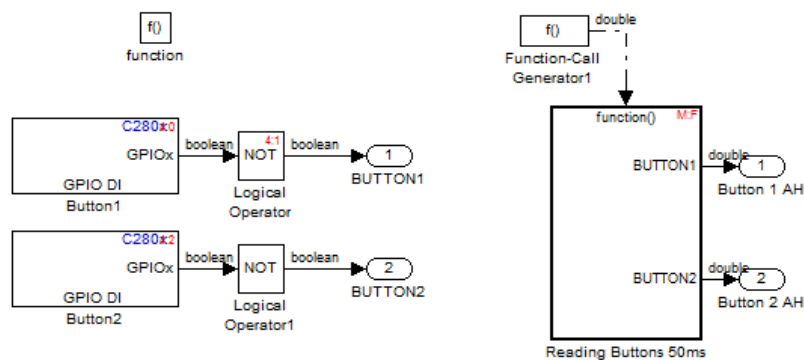 f()
function
C280x
4:0
GPIOx
GPIO DI
Button1
boolean
4:1
NOT
Logical
Operator
boolean
1
BUTTON1
C280x
4:2
GPIOx
GPIO DI
Button2
boolean
NOT
Logical
Operator1
boolean
2
BUTTON2
f()
double
Function-Call
Generator1
function()
M:F
BUTTON1
double
1
Button 1 AH
BUTTON2
double
2
Button 2 AH
Reading Buttons 50ms